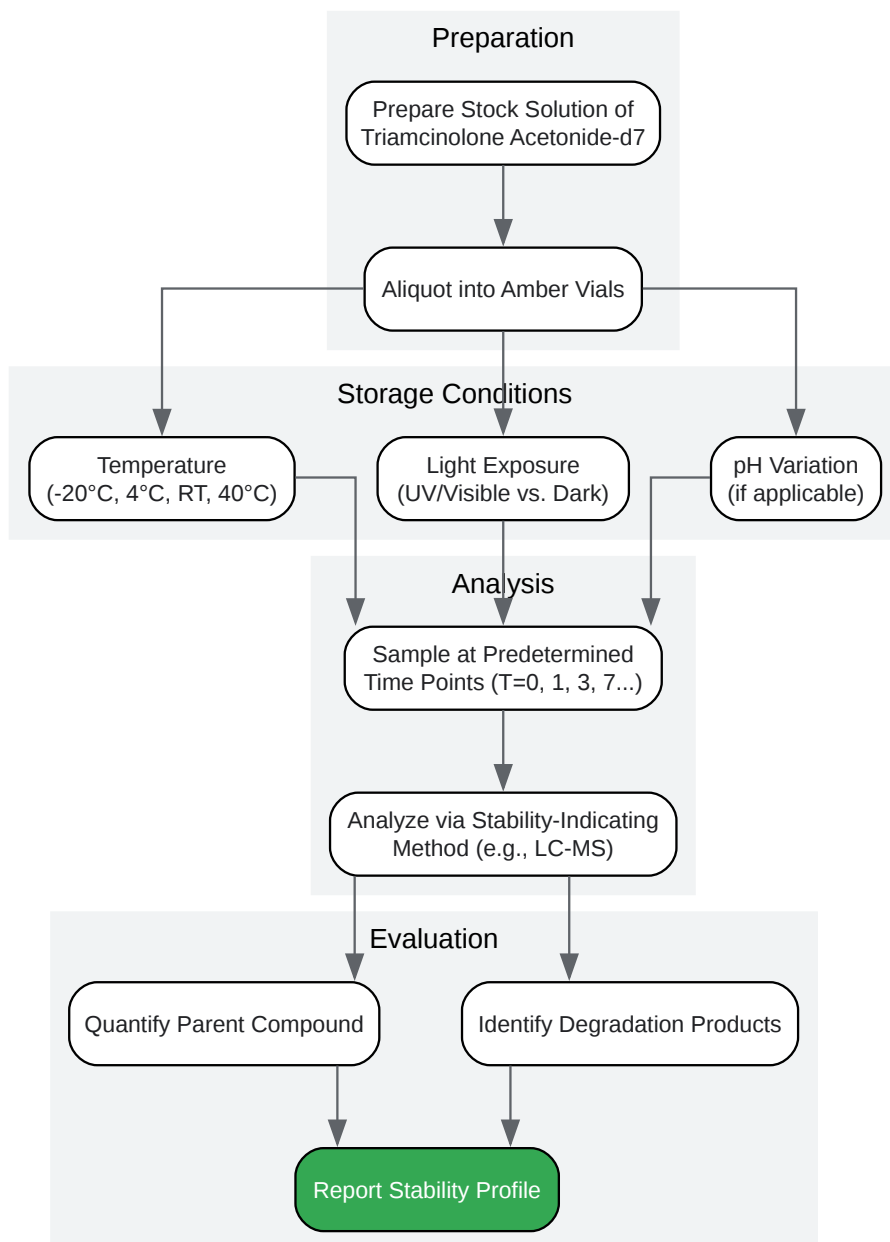 Preparation
Prepare Stock Solution of
Triamcinolone Acetonide-d7
Aliquot into Amber Vials
Storage Conditions
Temperature
(-20°C, 4°C, RT, 40°C)
Light Exposure
(UV/Visible vs. Dark)
pH Variation
(if applicable)
Analysis
Sample at Predetermined
Time Points (T=0, 1, 3, 7...)
Analyze via Stability-Indicating
Method (e.g., LC-MS)
Evaluation
Quantify Parent Compound
Identify Degradation Products
Report Stability Profile